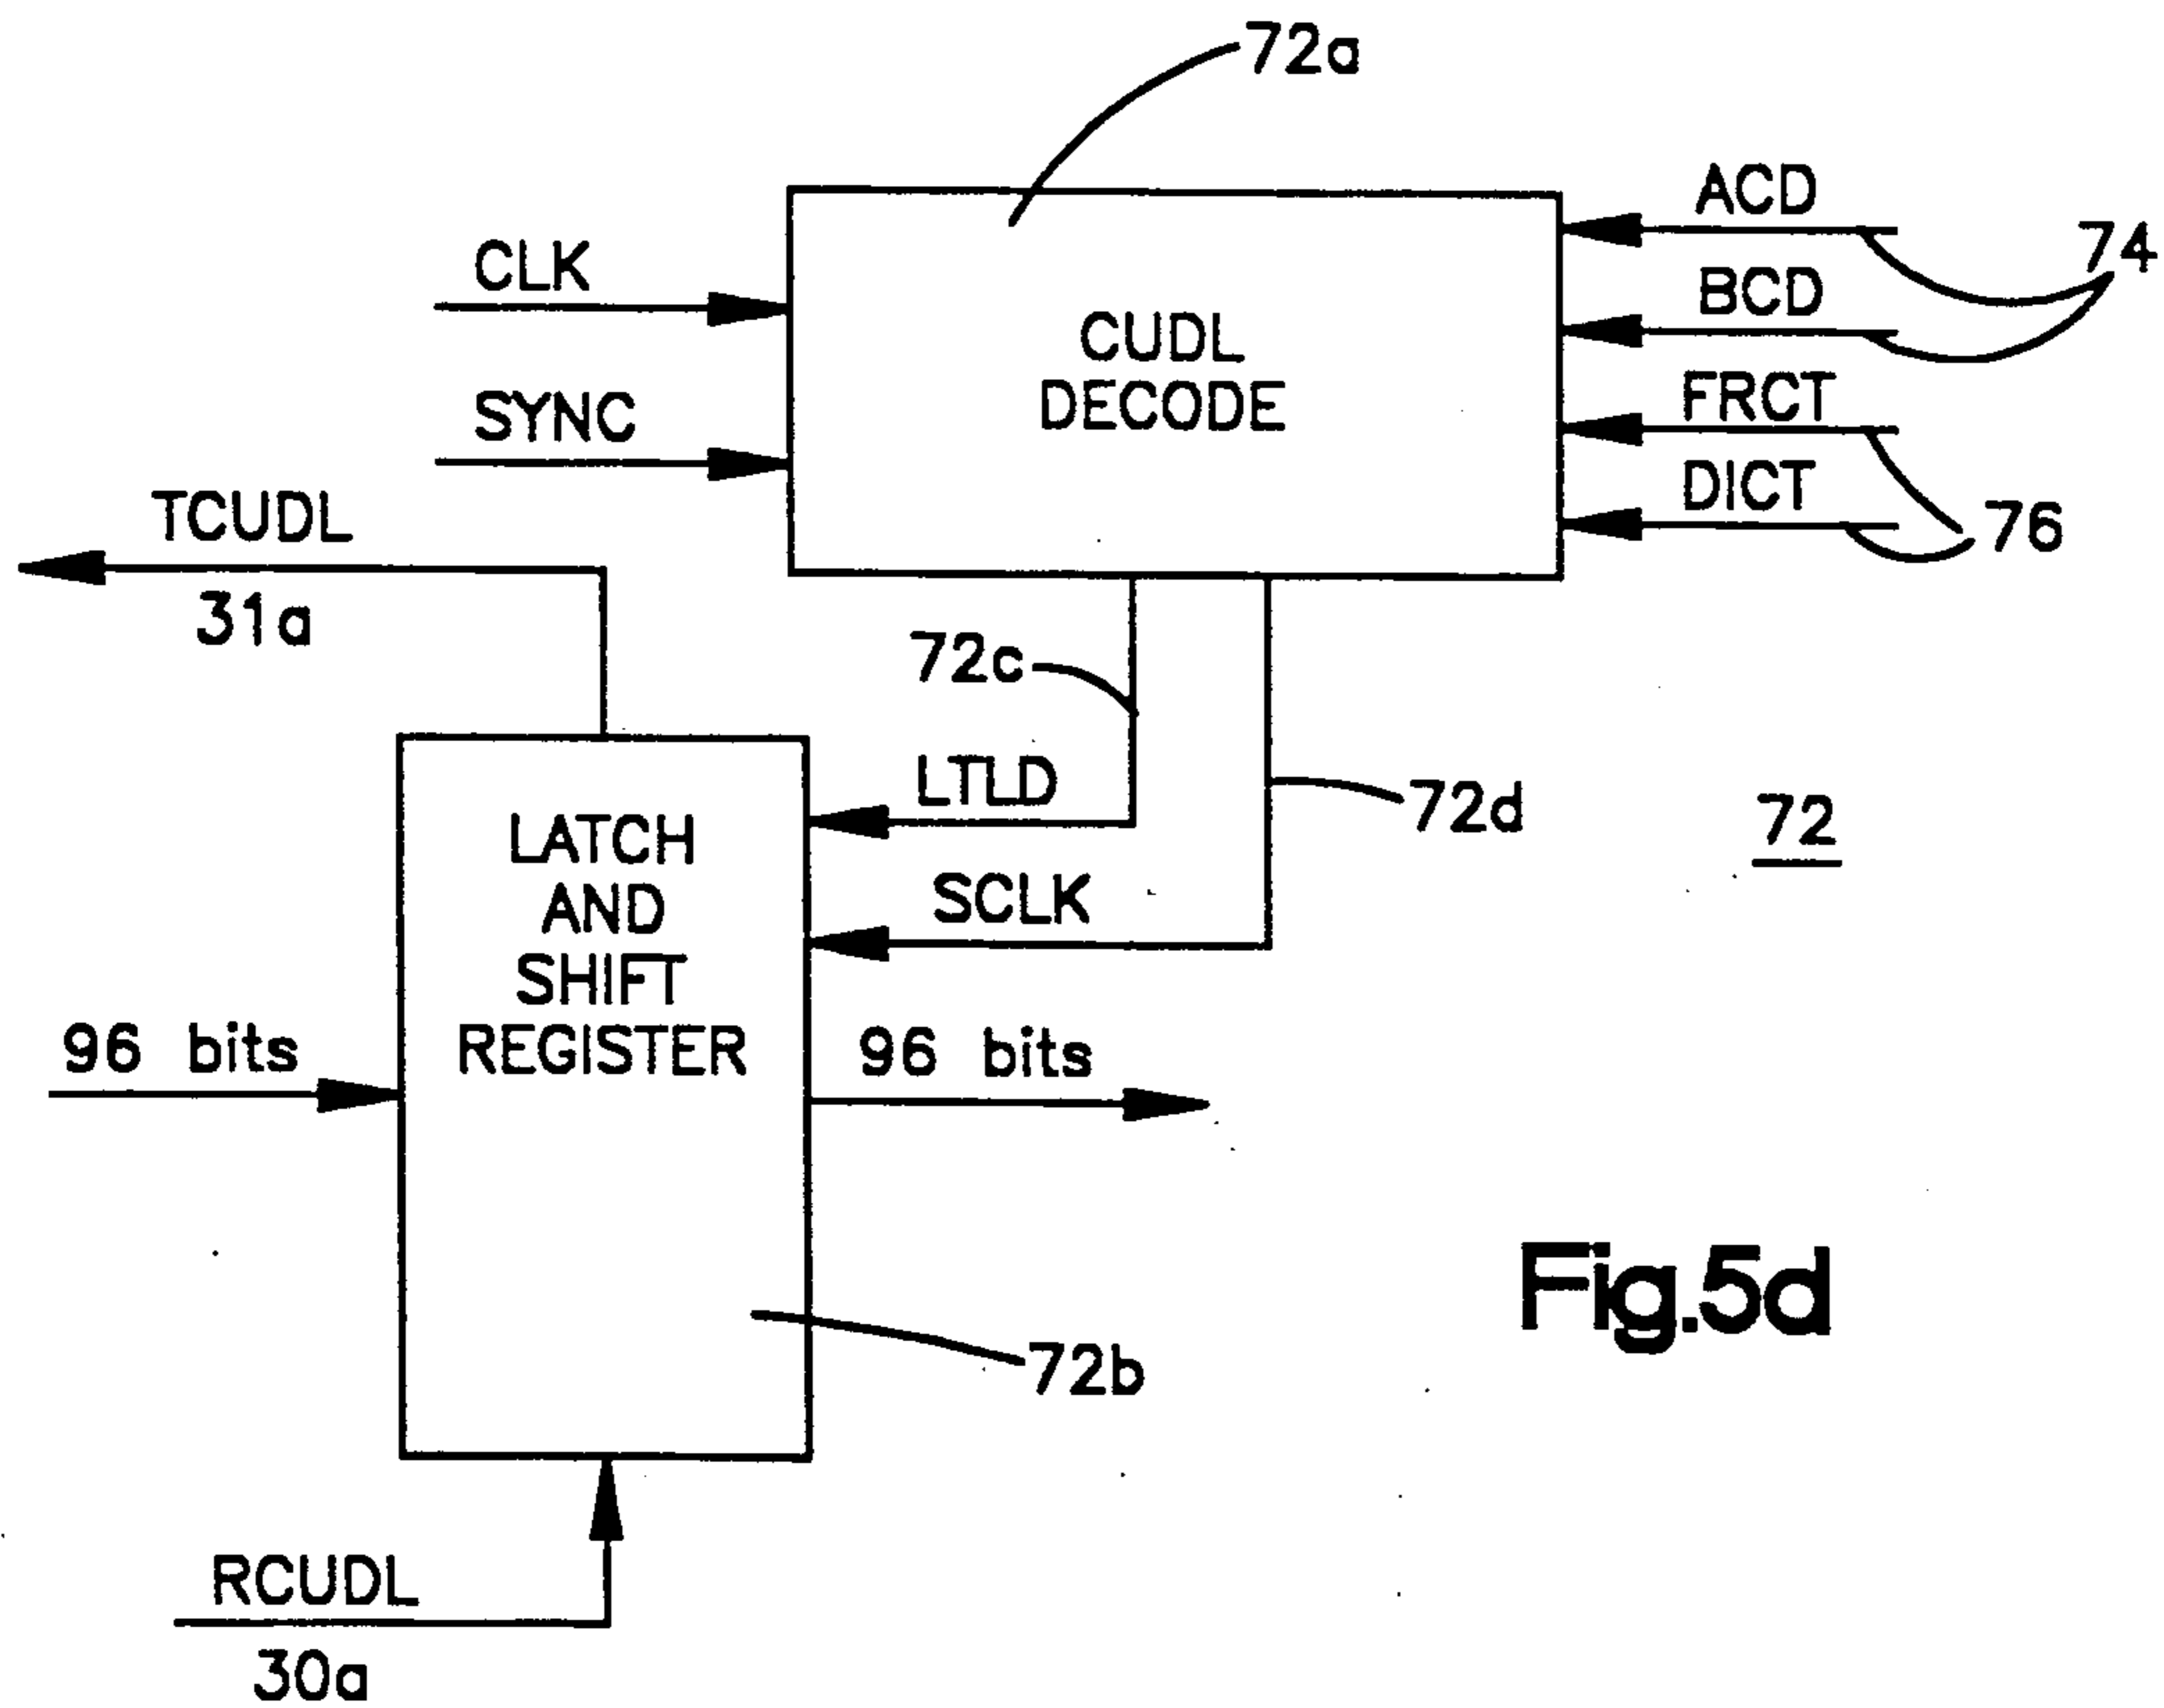 72a
ACD
74
CLK
BCD
CUDL
DECODE
FRCT
SYNC
DICT
TCUDL
76
31a
72c
LTLD
72d
72
LATCH
AND
SHIFT
REGISTER
SCLK
96 bits
96 bits
Fig.5d
72b
RCUDL
30a